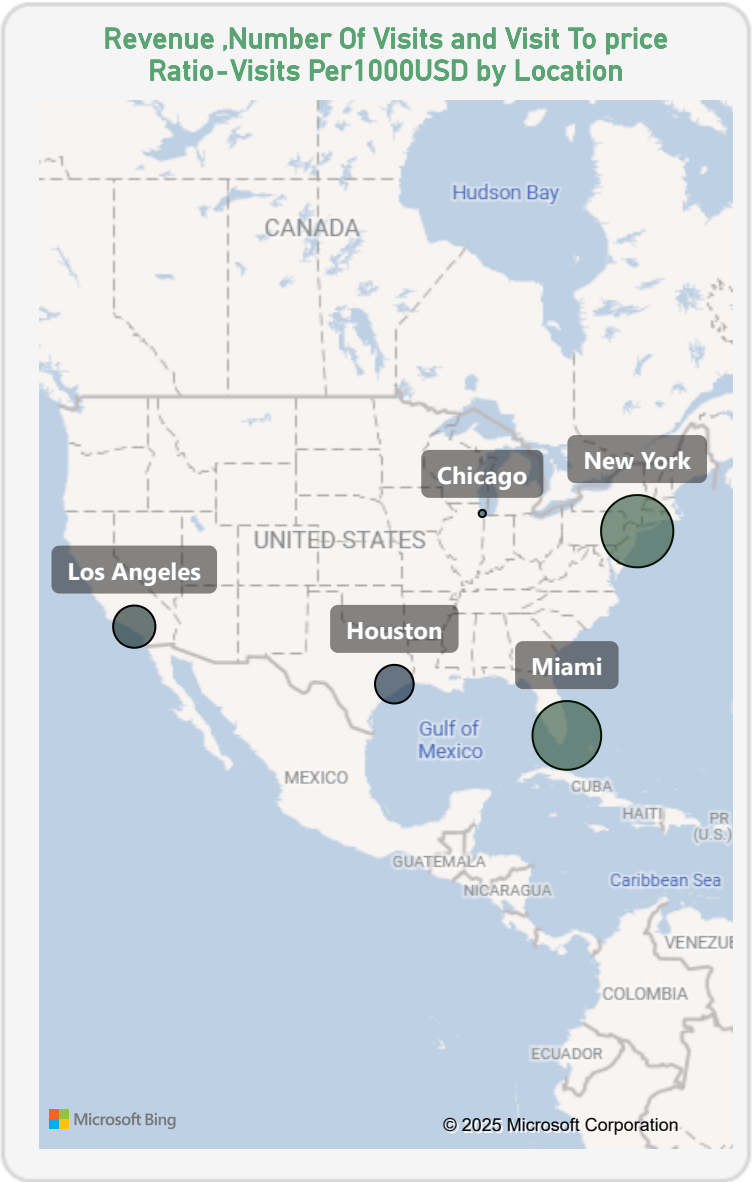 Revenue ,Number Of Visits and Visit To price
Ratio-Visits Per1000USD by Location
Hudson Bay
CANADA
New York
Chicago
UNITED STATES
Los Angeles
Houston
Miami
Gulf of
Mexico
MEXICO
CUBA
HAITI
PR
(U.S.)
GUATEMALA
Caribbean Sea
NICARAGUA
VENEZUE
COLOMBIA
ECUADOR
Microsoft Bing
© 2025 Microsoft Corporation